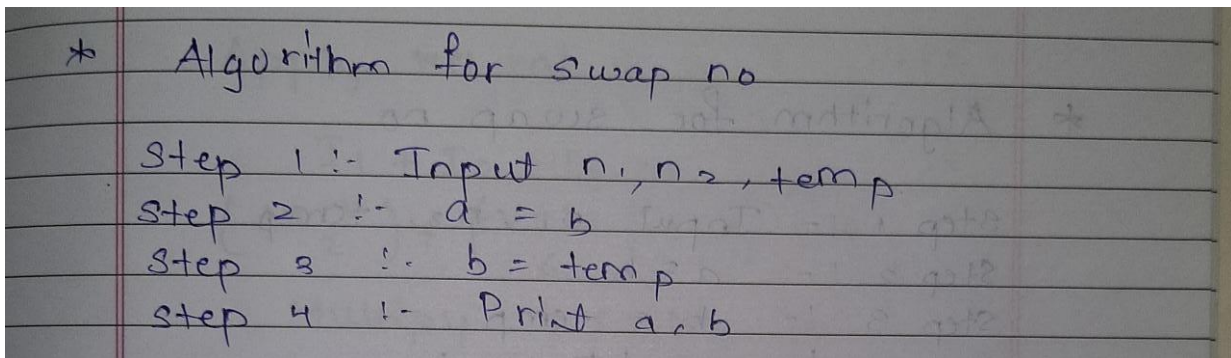 * Algorithm for swap no
Step 1 :- Input n1, n2, temp
Step 2 :- a = b
Step 3 :- b = temp
Step 4 :- Print a, b